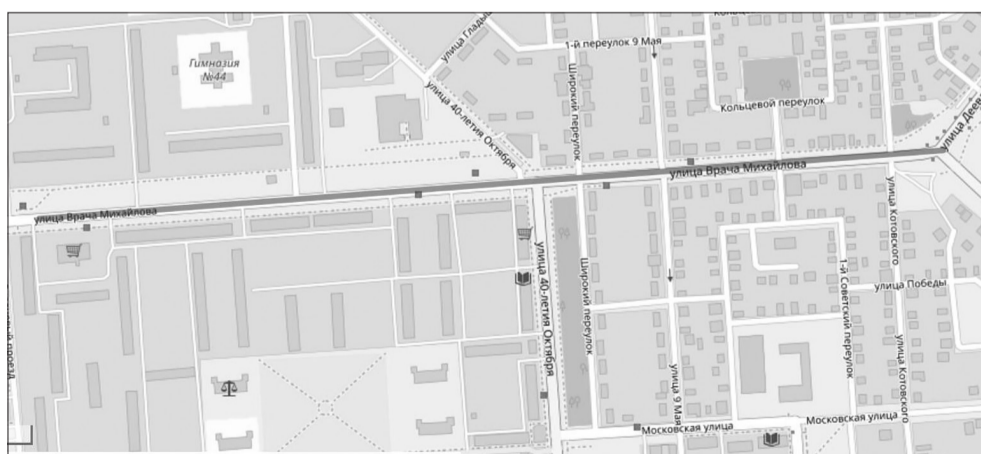 Кольцев
улица Глады
1-й переулок 9 Мая
Гимназия
№44
улица 40-летия Октября
Широкий переулок
Кольцевой переулок
улица Деев
улица Врача Михайлова
улица Врача Михайлова
улица Котовского
улица 40-летия Октября
Широкий переулок
1-й Советский переулок
улица Победы
проезд
улица 9 Мая
улица Котовского
Московская улица
Московская улица